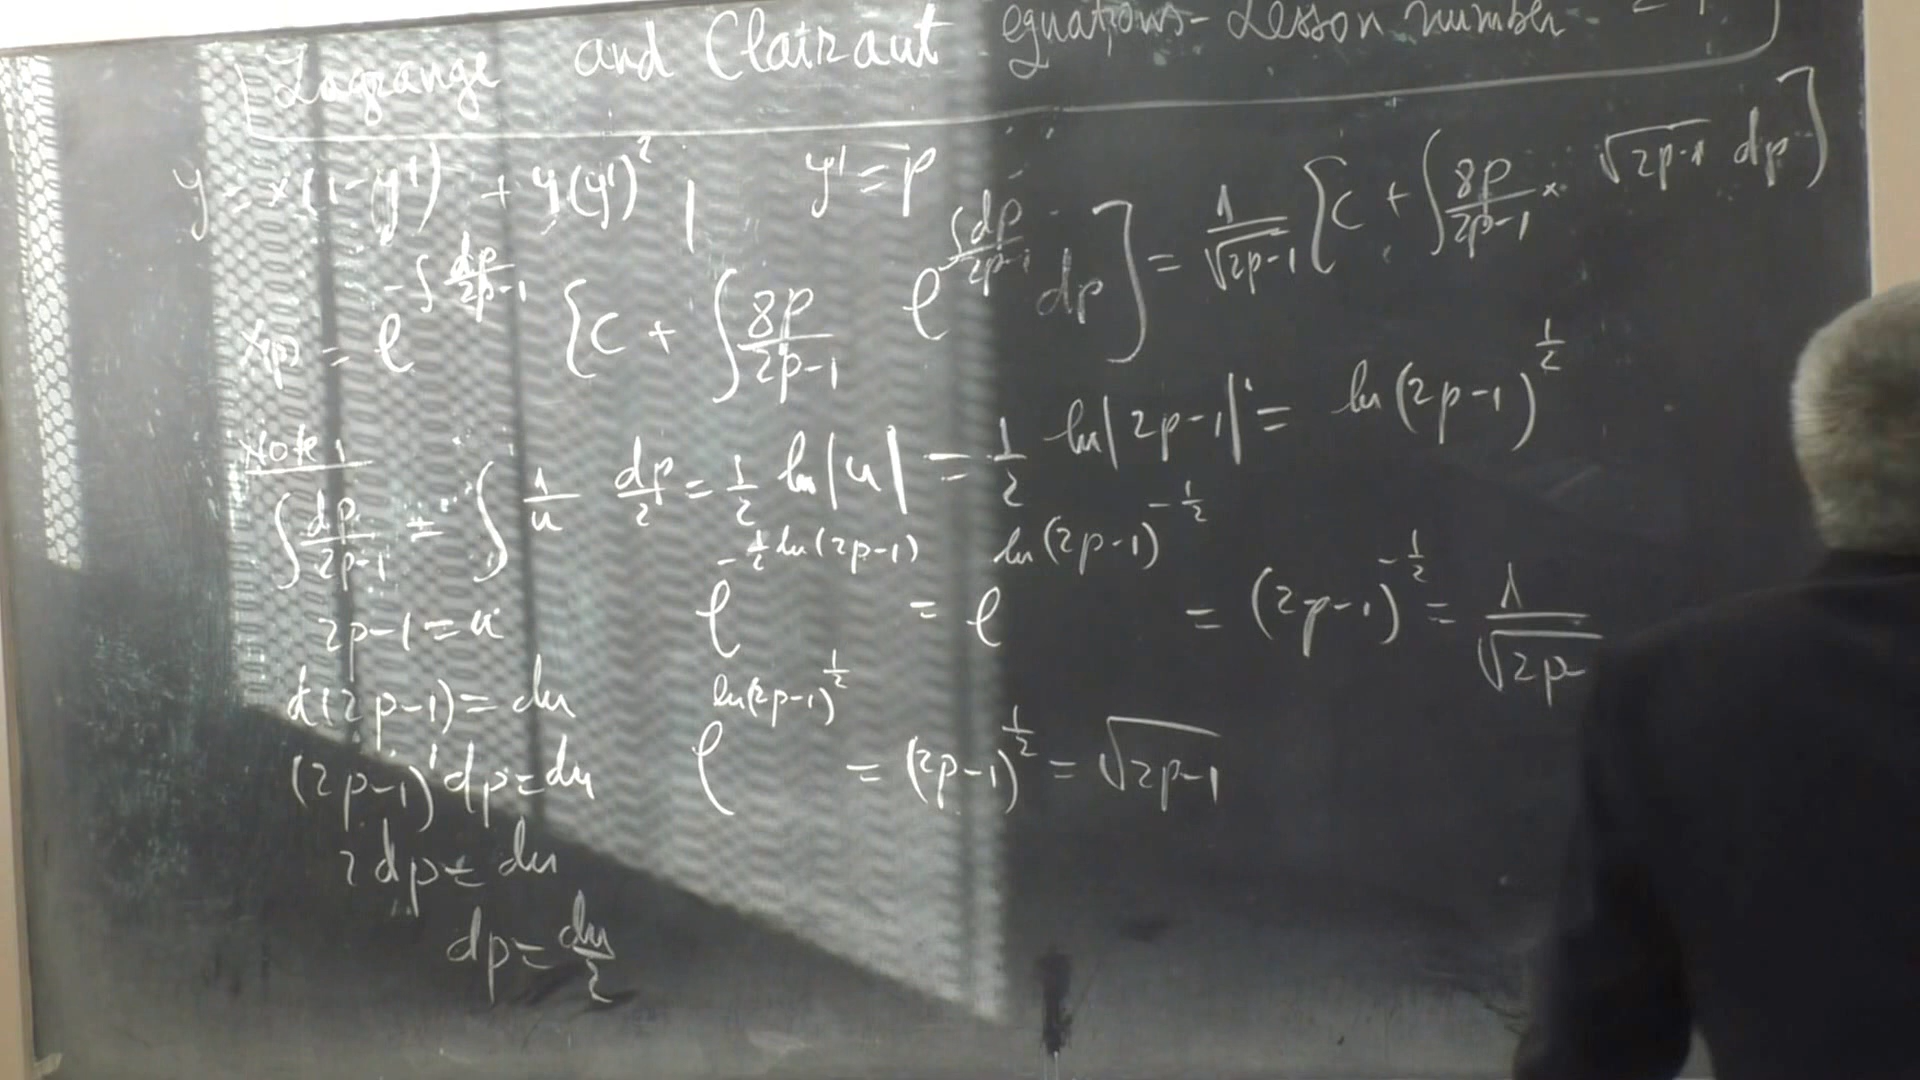 Lagrange and Clairaut equations - Lesson number
y = x(1-y') + y(y')² , y' = p
x(p) = e^{-∫ dp/(2p-1)} [c + ∫ 8p/(2p-1) e^{∫ dp/(2p-1)} dp] = 1/√(2p-1) [c + ∫ 8p/(2p-1) × √(2p-1) dp]
Note 1
∫ dp/(2p-1) = ∫ 1/u dp/2 = 1/2 ln|u| = 1/2 ln|2p-1| = ln(2p-1)^{1/2}
2p-1 = u
e^{-1/2 ln(2p-1)} = e^{ln(2p-1)^{-1/2}} = (2p-1)^{-1/2} = 1/√2p
d(2p-1) = du
(2p-1)' dp = du
e^{ln(2p-1)^{1/2}} = (2p-1)^{1/2} = √(2p-1)
2dp = du
dp = du/2